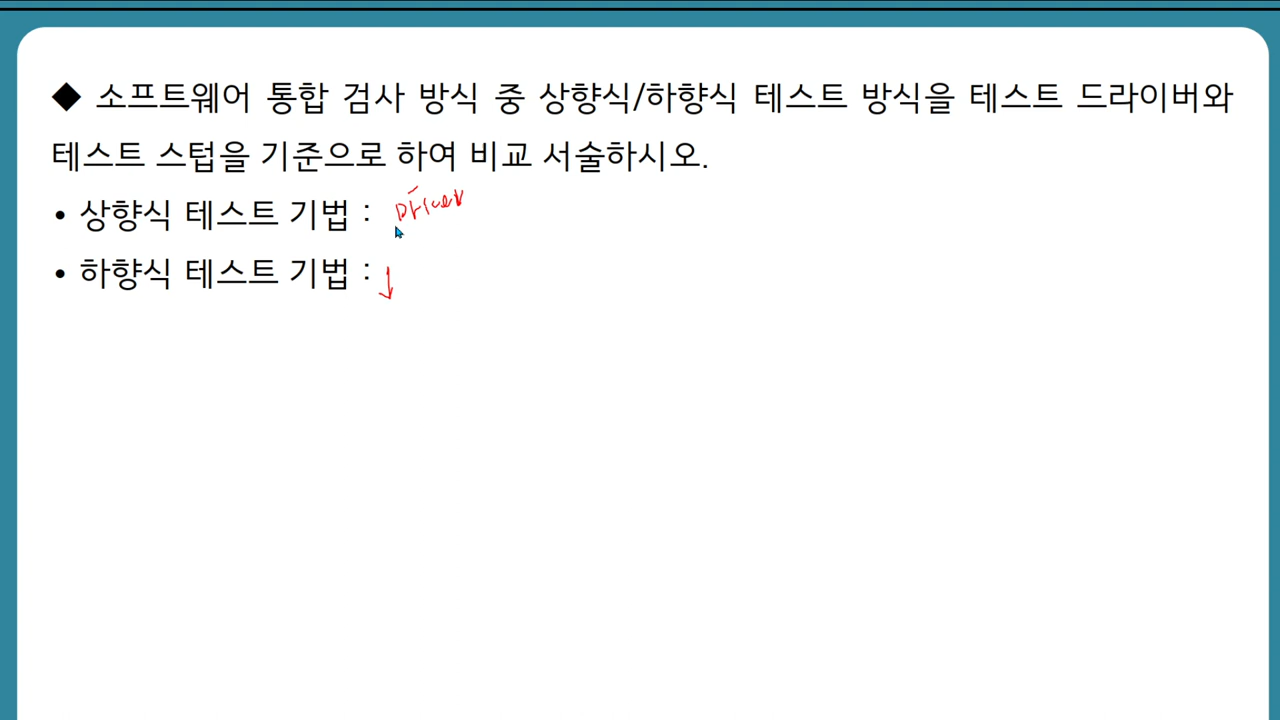 ◆ 소프트웨어 통합 검사 방식 중 상향식/하향식 테스트 방식을 테스트 드라이버와
테스트 스텁을 기준으로 하여 비교 서술하시오.
• 상향식 테스트 기법 : Driver
• 하향식 테스트 기법 : ↓